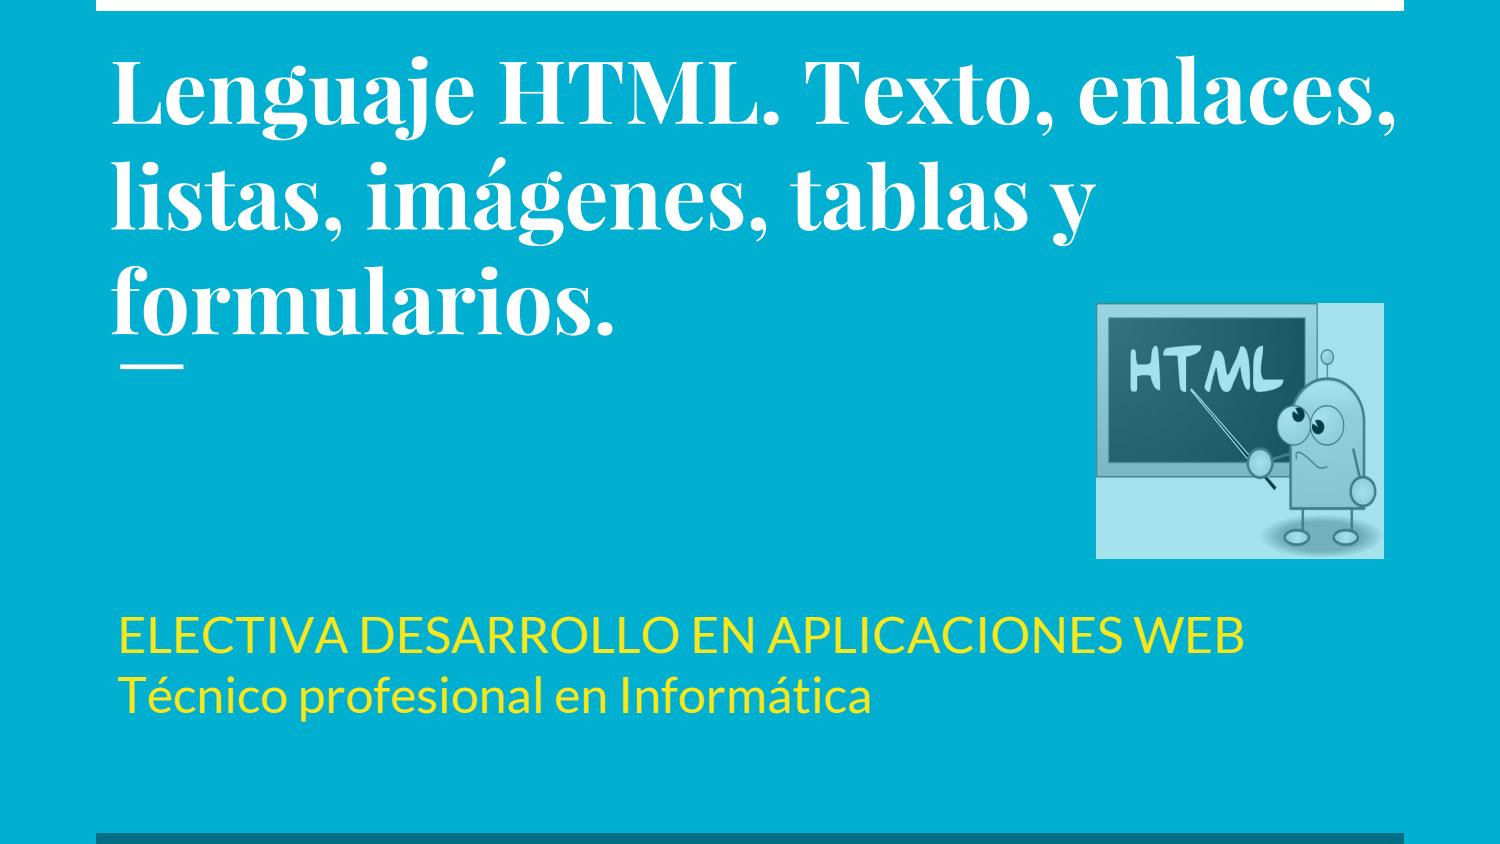 Lenguaje HTML. Texto, enlaces,
listas, imágenes, tablas y
formularios.
HTML
ELECTIVA DESARROLLO EN APLICACIONES WEB
Técnico profesional en Informática